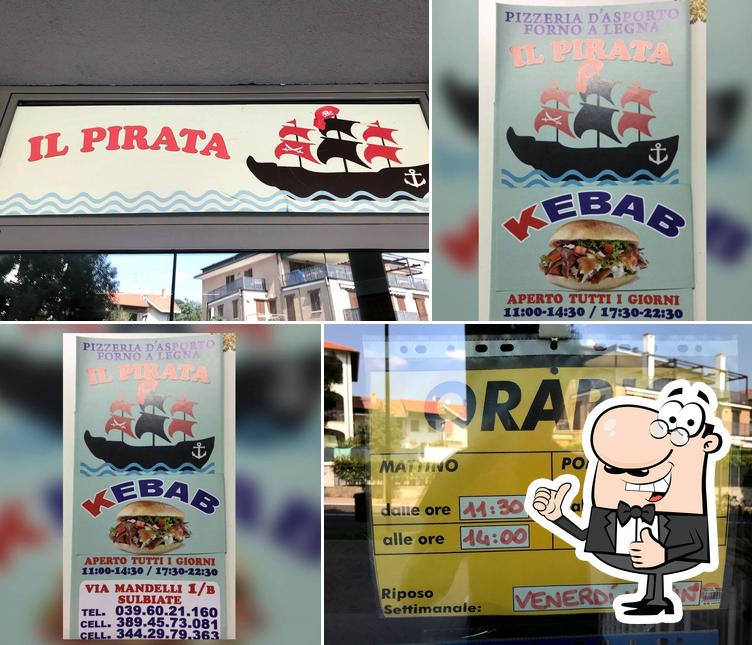 IL PIRATA
PIZZERIA D'ASPORTO
FORNO A LEGNA
IL PIRATA
KEBAB
APERTO TUTTI I GIORNI
11:00-14:30 / 17:30-22:30
PIZZERIA D'ASPORTO
FORNO A LEGNA
IL PIRATA
KEBAB
APERTO TUTTI I GIORNI
11:00-14:30 / 17:30-22:30
VIA MANDELLI 1/B
SULBIATE
TEL. 039.60.21.160
CELL. 389.45.73.081
CELL. 344.29.79.363
MATTINO
dalle ore 11:30
alle ore 14:00
Riposo
Settimanale: VENERDI